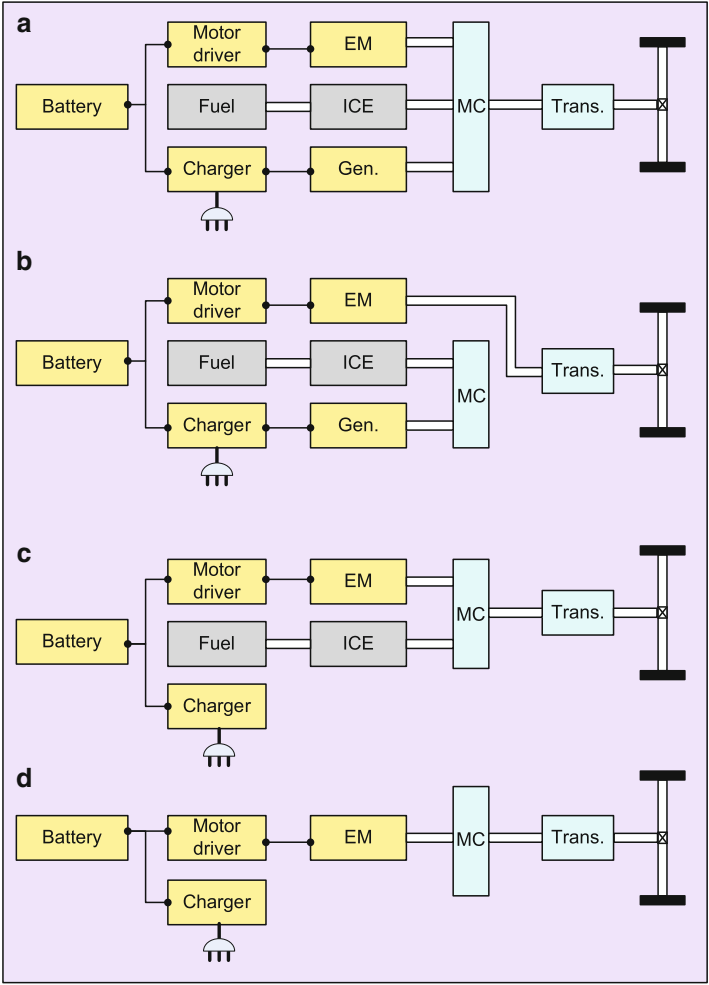 a
Motor
driver
EM
Battery
Fuel
ICE
MC
Trans.
Charger
Gen.
b
Motor
driver
EM
Battery
Fuel
ICE
Trans.
MC
Charger
Gen.
c
Motor
driver
EM
MC
Trans.
Battery
Fuel
ICE
Charger
d
Battery
Motor
driver
EM
MC
Trans.
Charger